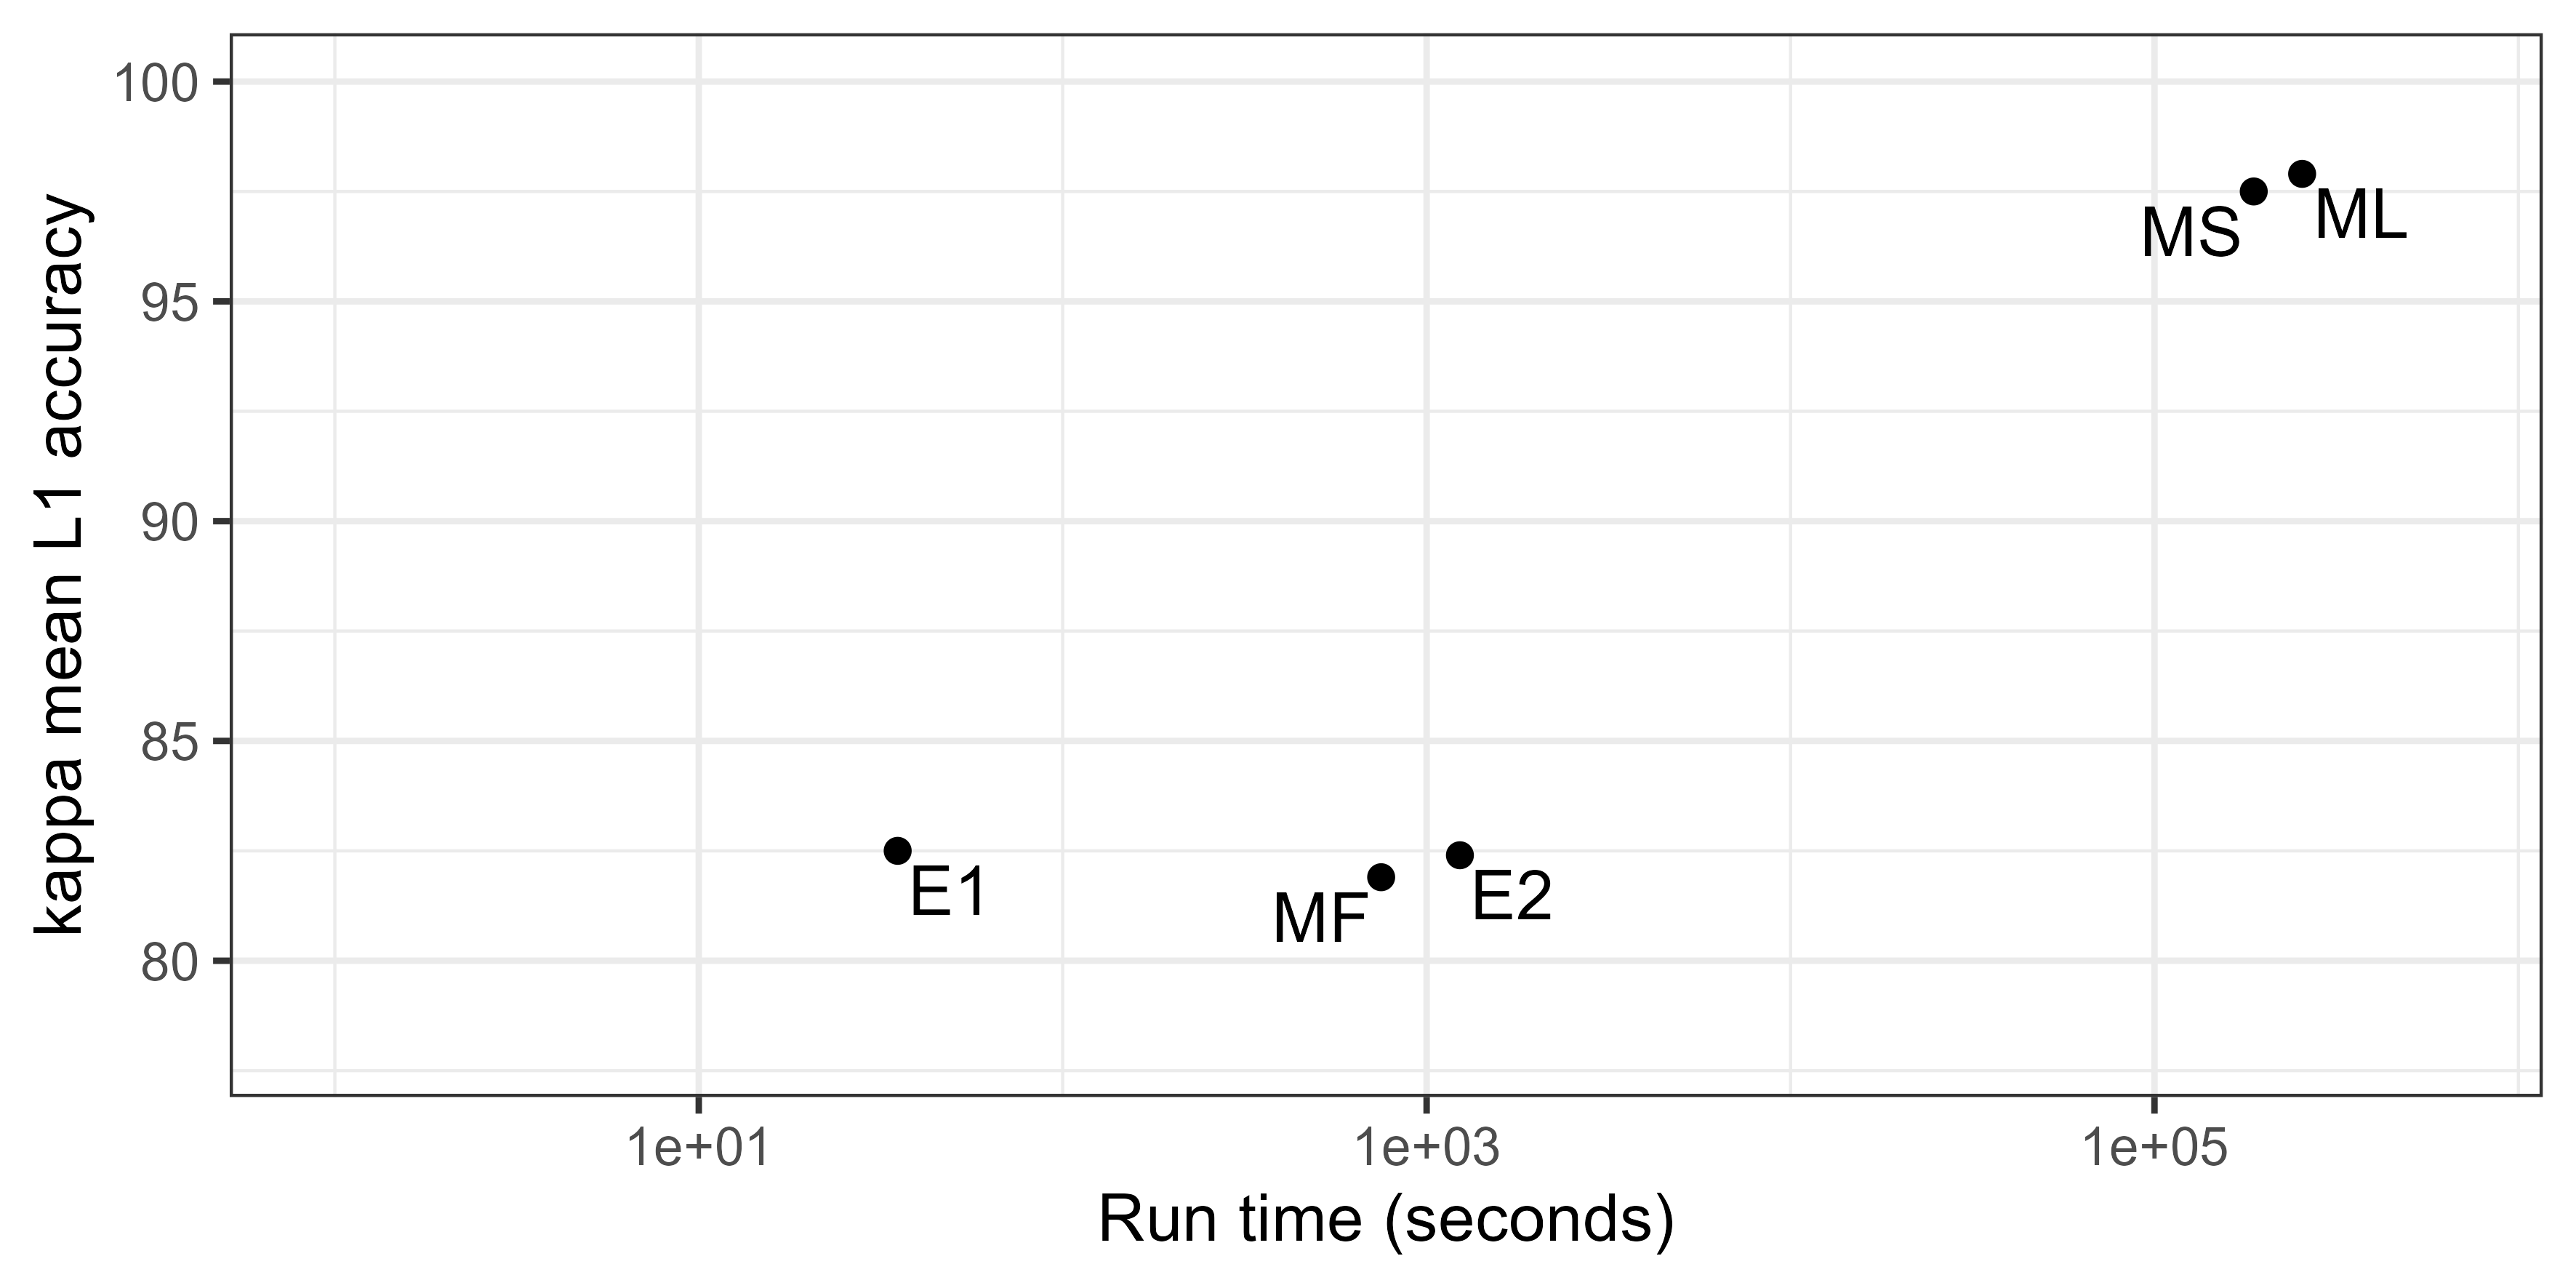 kappa mean L1 accuracy
100
95
90
85
80
MS
ML
E1
MF
E2
1e+01
1e+03
1e+05
Run time (seconds)